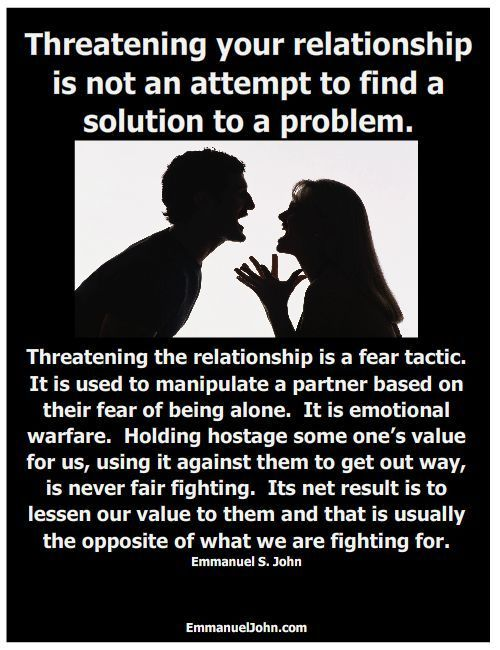 Threatening your relationship
is not an attempt to find a
solution to a problem.
Threatening the relationship is a fear tactic.
It is used to manipulate a partner based on
their fear of being alone.  It is emotional
warfare.  Holding hostage some one’s value
for us, using it against them to get out way,
is never fair fighting.  Its net result is to
lessen our value to them and that is usually
the opposite of what we are fighting for.
Emmanuel S. John
EmmanuelJohn.com